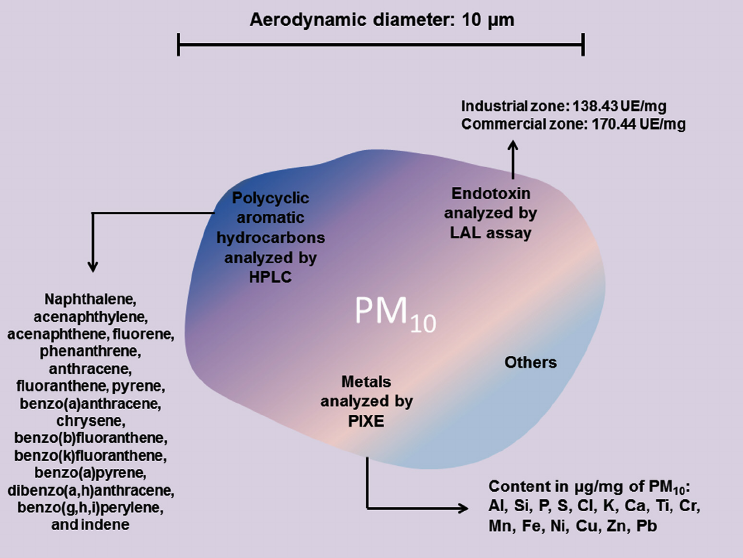 Aerodynamic diameter: 10 µm
Industrial zone: 138.43 UE/mg
Commercial zone: 170.44 UE/mg
Polycyclic
aromatic
hydrocarbons
analyzed by
HPLC
Endotoxin
analyzed by
LAL assay
Naphthalene,
acenaphthylene,
acenaphthene, fluorene,
phenanthrene,
anthracene,
fluoranthene, pyrene,
benzo(a)anthracene,
chrysene,
benzo(b)fluoranthene,
benzo(k)fluoranthene,
benzo(a)pyrene,
dibenzo(a,h)anthracene,
benzo(g,h,i)perylene,
and indene
PM10
Others
Metals
analyzed by
PIXE
Content in µg/mg of PM10:
Al, Si, P, S, Cl, K, Ca, Ti, Cr,
Mn, Fe, Ni, Cu, Zn, Pb